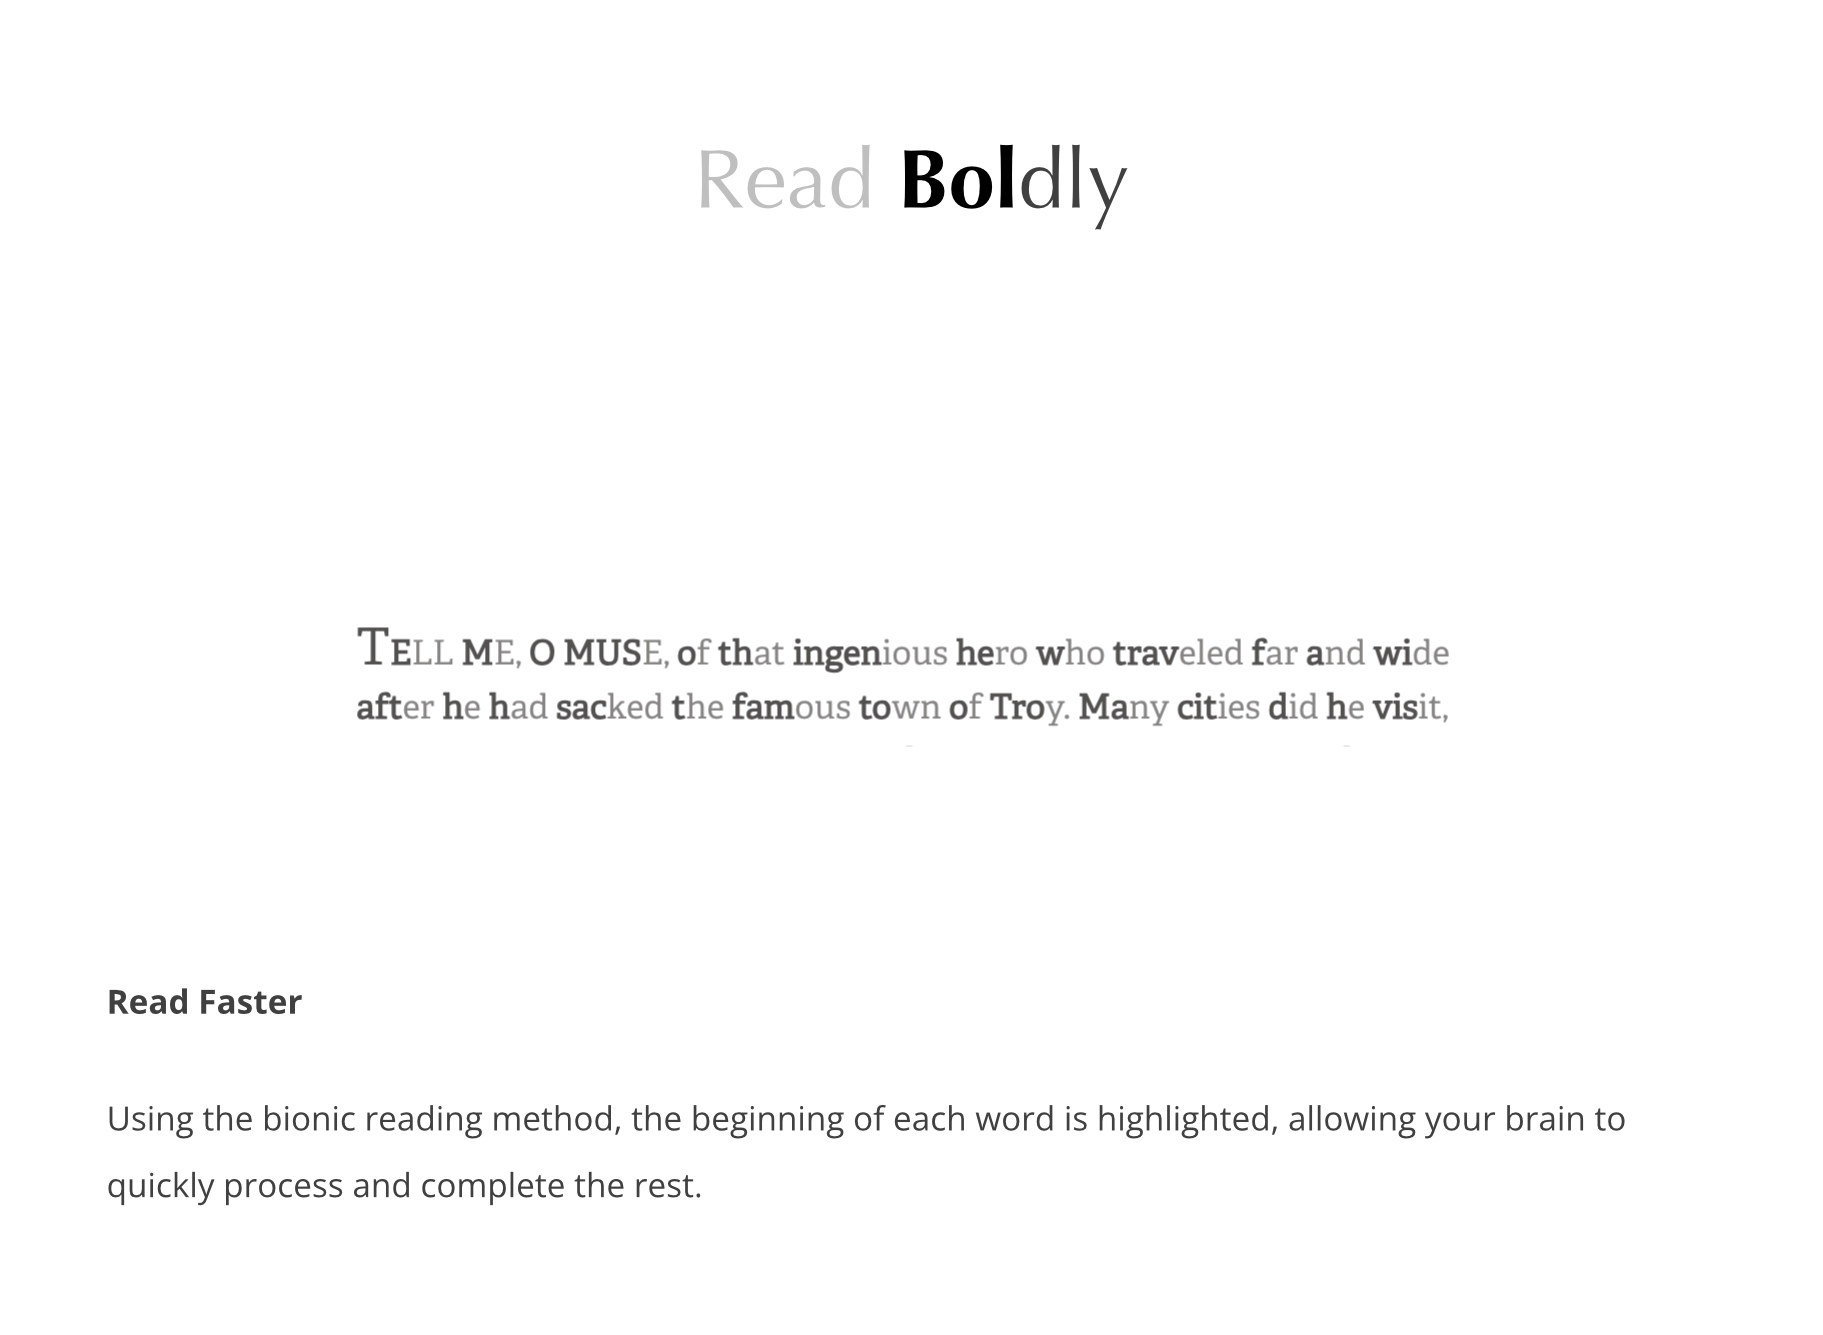 Read Boldly
TELL ME, O MUSE, of that ingenious hero who traveled far and wide
after he had sacked the famous town of Troy. Many cities did he visit,
Read Faster
Using the bionic reading method, the beginning of each word is highlighted, allowing your brain to
quickly process and complete the rest.